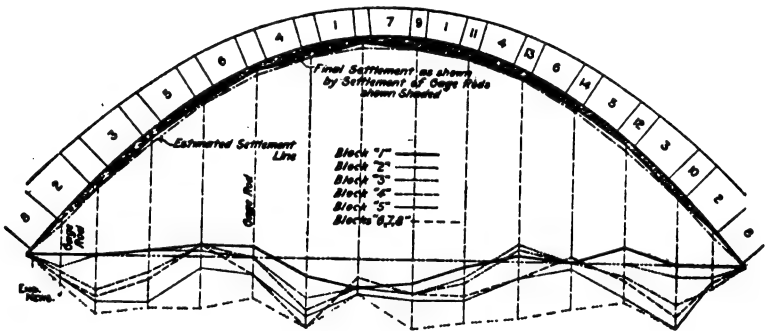 8 2 3 5 6 4 1 7 9 1 11 4 13 6 14 5 12 3 10 2 8
Final Settlement as shown
by Settlement of Gage Rods
shown Shaded
Estimated Settlement
Line
Block "1"
Block "2"
Block "3"
Block "4"
Block "5"
Blocks "6,7,8"
Gage Rod
Gage
Rod
Eng.
News.